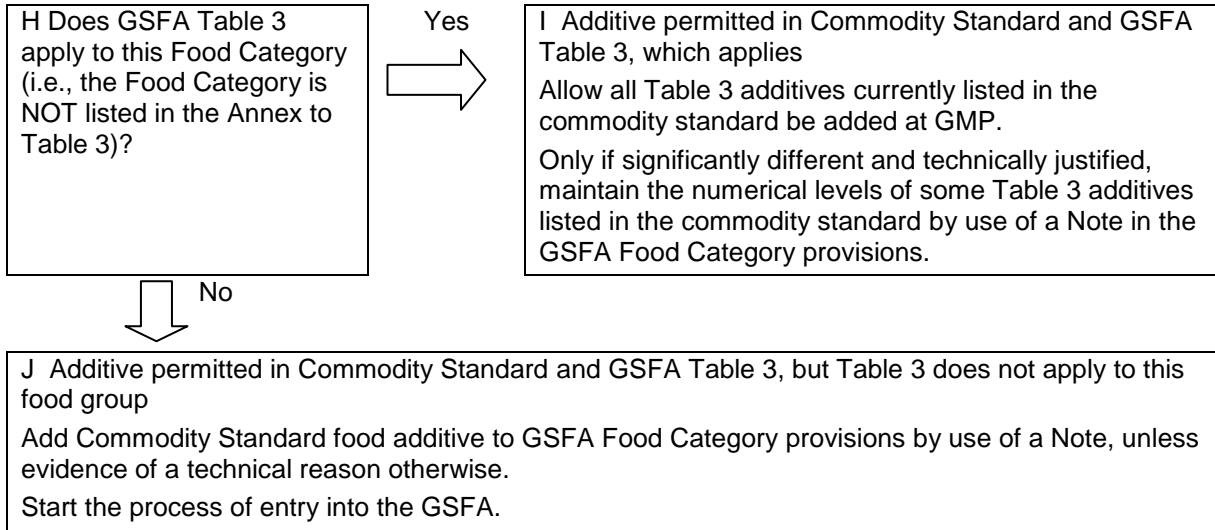 H Does GSFA Table 3
apply to this Food Category
(i.e., the Food Category is
NOT listed in the Annex to
Table 3)?
Yes
I Additive permitted in Commodity Standard and GSFA
Table 3, which applies
Allow all Table 3 additives currently listed in the
commodity standard be added at GMP.
Only if significantly different and technically justified,
maintain the numerical levels of some Table 3 additives
listed in the commodity standard by use of a Note in the
GSFA Food Category provisions.
No
J Additive permitted in Commodity Standard and GSFA Table 3, but Table 3 does not apply to this
food group
Add Commodity Standard food additive to GSFA Food Category provisions by use of a Note, unless
evidence of a technical reason otherwise.
Start the process of entry into the GSFA.